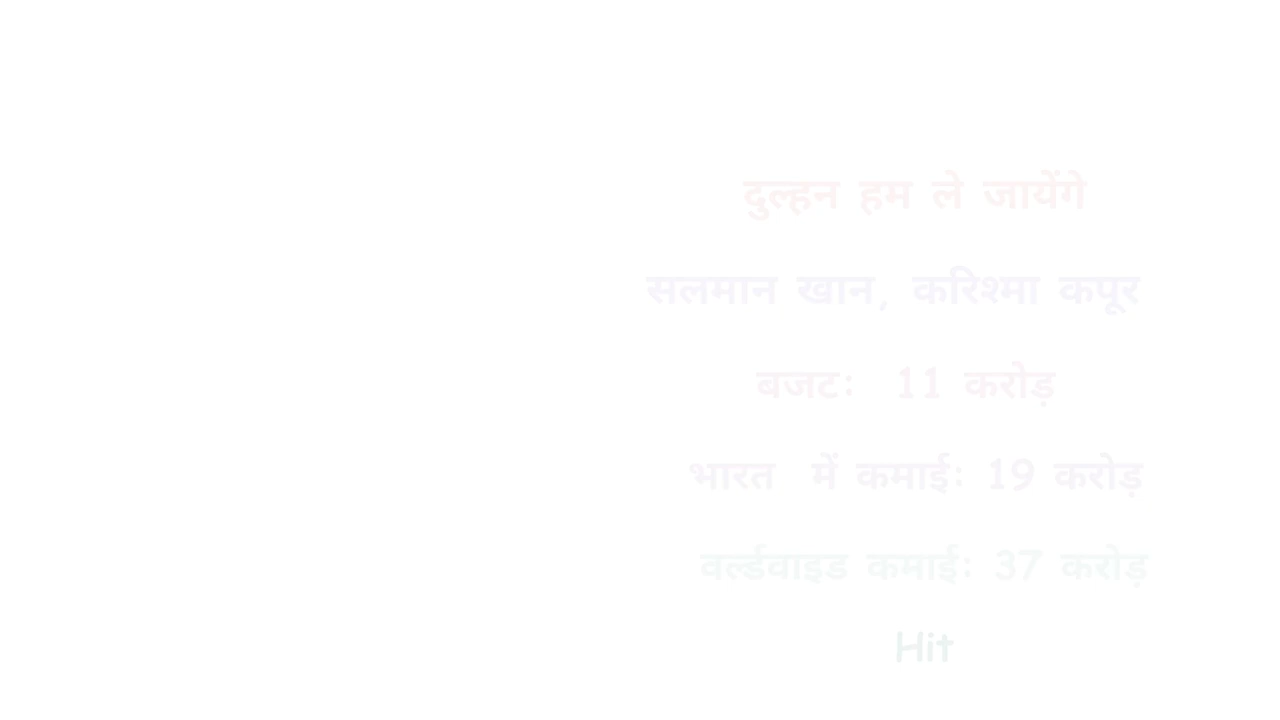 दुल्हन हम ले जायेंगे
सलमान खान, करिश्मा कपूर
बजट: 11 करोड़
भारत में कमाई: 19 करोड़
वर्ल्डवाइड कमाई: 37 करोड़
Hit